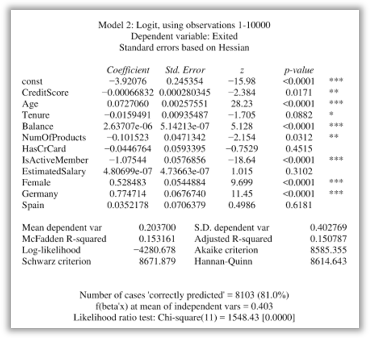 Model 2: Logit, using observations 1-10000
Dependent variable: Exited
Standard errors based on Hessian
Coefficient Std. Error z p-value
const −3.92076 0.245354 −15.98 <0.0001 ***
CreditScore −0.00066832 0.000280345 −2.384 0.0171 **
Age 0.0727060 0.00257551 28.23 <0.0001 ***
Tenure −0.0159491 0.00935487 −1.705 0.0882 *
Balance 2.63707e-06 5.14213e-07 5.128 <0.0001 ***
NumOfProducts −0.101523 0.0471342 −2.154 0.0312 **
HasCrCard −0.0446764 0.0593395 −0.7529 0.4515
IsActiveMember −1.07544 0.0576856 −18.64 <0.0001 ***
EstimatedSalary 4.80699e-07 4.73663e-07 1.015 0.3102
Female 0.528483 0.0544884 9.699 <0.0001 ***
Germany 0.774714 0.0676740 11.45 <0.0001 ***
Spain 0.0352178 0.0706379 0.4986 0.6181
Mean dependent var 0.203700 S.D. dependent var 0.402769
McFadden R-squared 0.153161 Adjusted R-squared 0.150787
Log-likelihood −4280.678 Akaike criterion 8585.355
Schwarz criterion 8671.879 Hannan-Quinn 8614.643
Number of cases 'correctly predicted' = 8103 (81.0%)
f(beta'x) at mean of independent vars = 0.403
Likelihood ratio test: Chi-square(11) = 1548.43 [0.0000]